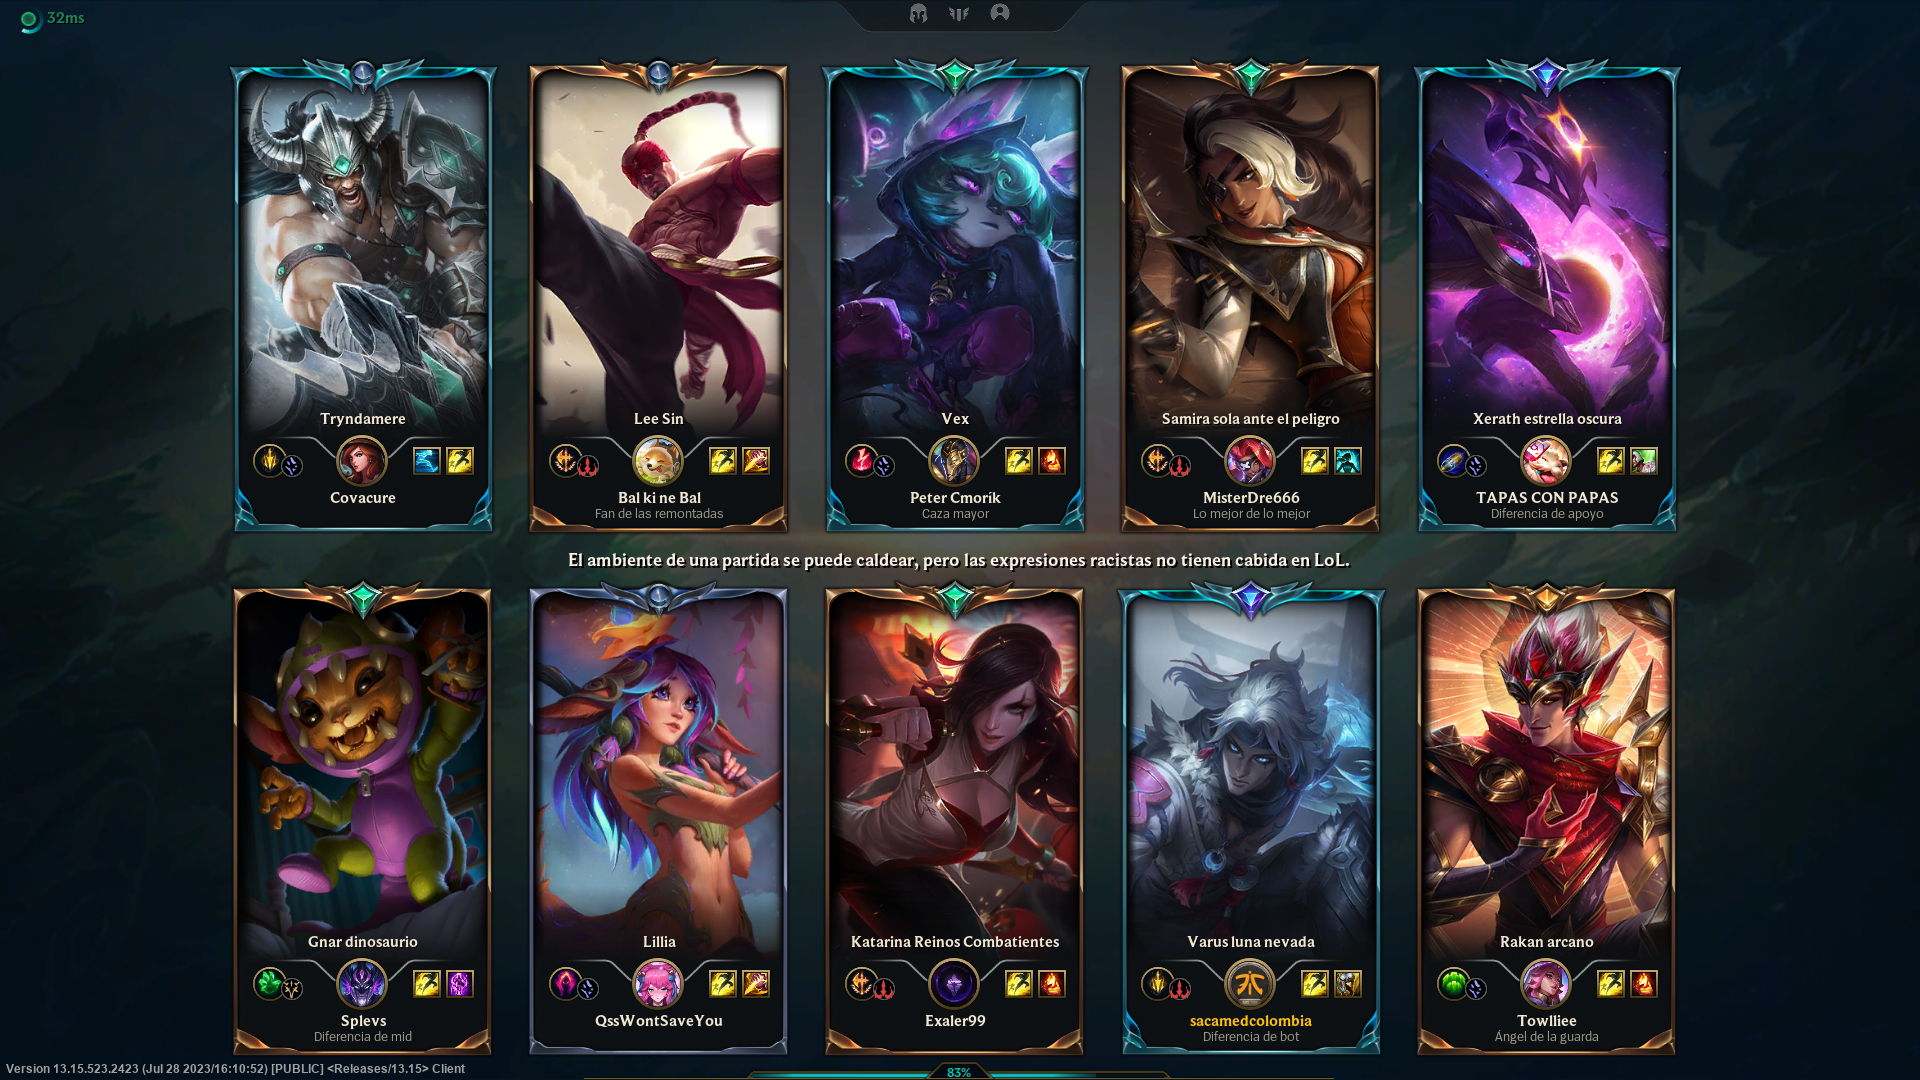 32ms
Tryndamere
Covacure
Lee Sin
Bal ki ne Bal
Fan de las remontadas
Vex
Peter Cmorík
Caza mayor
Samira sola ante el peligro
MisterDre666
Lo mejor de lo mejor
Xerath estrella oscura
TAPAS CON PAPAS
Diferencia de apoyo
El ambiente de una partida se puede caldear, pero las expresiones racistas no tienen cabida en LoL.
Gnar dinosaurio
Splevs
Diferencia de mid
Lillia
QssWontSaveYou
Katarina Reinos Combatientes
Exaler99
Varus luna nevada
sacamedcolombia
Diferencia de bot
Rakan arcano
Towlliee
Ángel de la guarda
Version 13.15.523.2423 (Jul 28 2023/16:10:52) [PUBLIC] <Releases/13.15> Client
83%